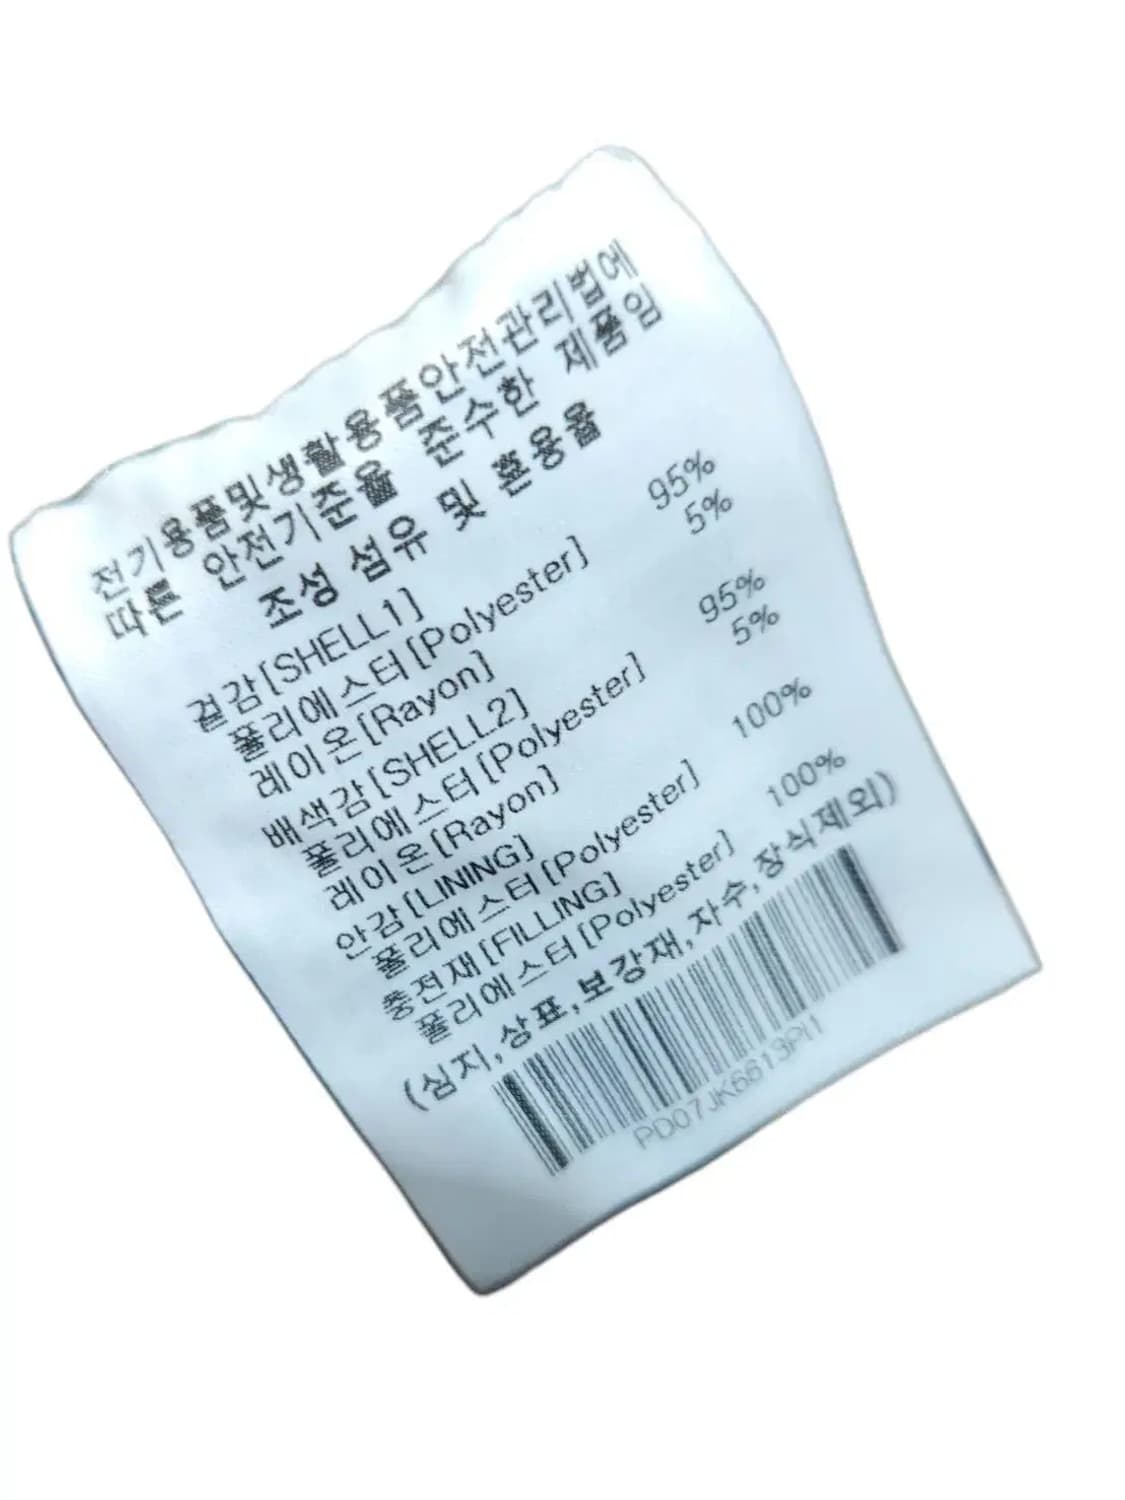 전기용품및생활용품안전관리법에
따른 안전기준을 준수한 제품임
조성 섬유 및 혼용율
겉감[SHELL1]
폴리에스터[Polyester] 95%
레이온[Rayon] 5%
배색감[SHELL2]
폴리에스터[Polyester] 95%
레이온[Rayon] 5%
안감[LINING]
폴리에스터[Polyester] 100%
충전재[FILLING]
폴리에스터[Polyester] 100%
(심지,상표,보강재,자수,장식제외)
PD07JK6613PI1